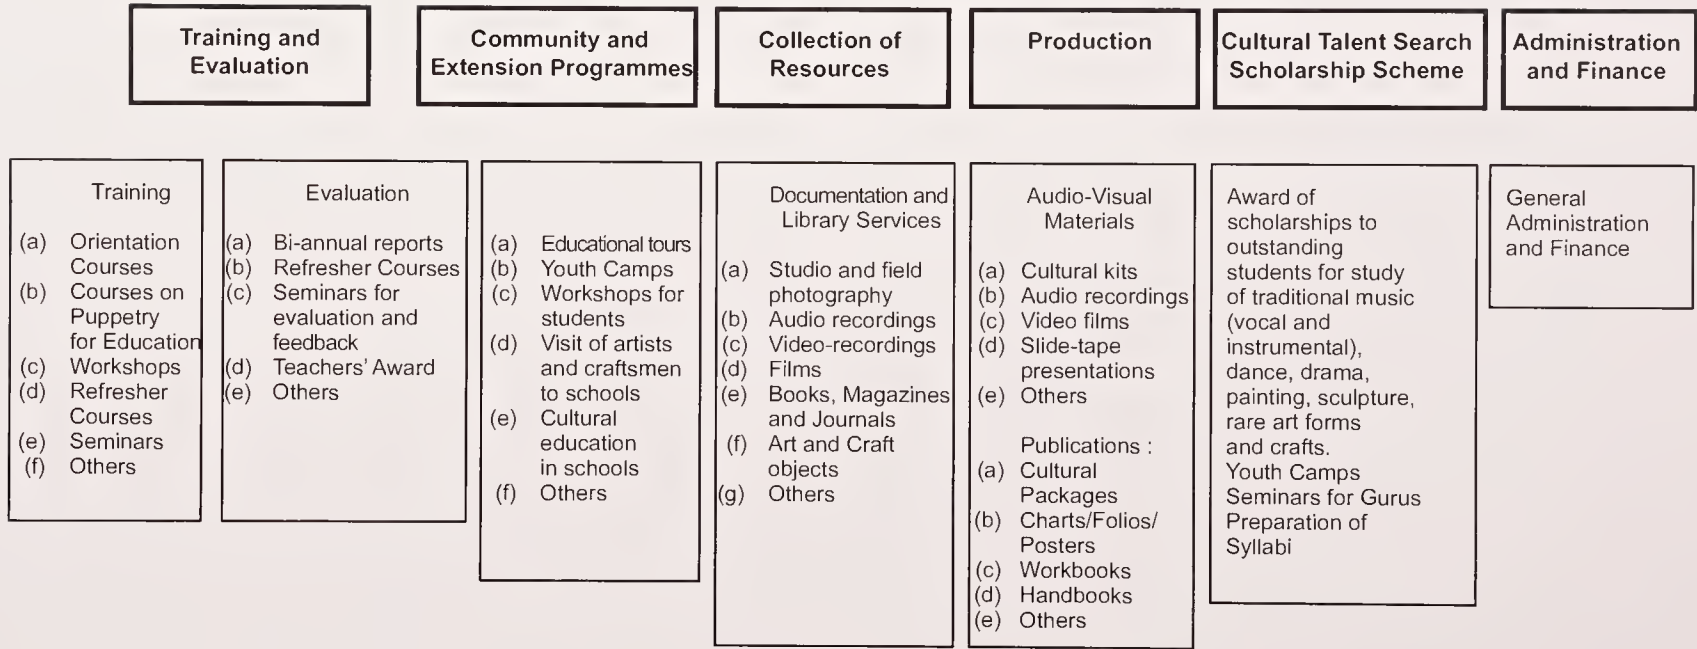 Training and
Evaluation
Community and
Extension Programmes
Collection of
Resources
Production
Cultural Talent Search
Scholarship Scheme
Administration
and Finance
Training
(a) Orientation
Courses
(b) Courses on
Puppetry
for Education
(c) Workshops
(d) Refresher
Courses
(e) Seminars
(f) Others
Evaluation
(a) Bi-annual reports
(b) Refresher Courses
(c) Seminars for
evaluation and
feedback
(d) Teachers' Award
(e) Others
(a) Educational tours
(b) Youth Camps
(c) Workshops for
students
(d) Visit of artists
and craftsmen
to schools
(e) Cultural
education
in schools
(f) Others
Documentation and
Library Services
(a) Studio and field
photography
(b) Audio recordings
(c) Video-recordings
(d) Films
(e) Books, Magazines
and Journals
(f) Art and Craft
objects
(g) Others
Audio-Visual
Materials
(a) Cultural kits
(b) Audio recordings
(c) Video films
(d) Slide-tape
presentations
(e) Others
Publications :
(a) Cultural
Packages
(b) Charts/Folios/
Posters
(c) Workbooks
(d) Handbooks
(e) Others
Award of
scholarships to
outstanding
students for study
of traditional music
(vocal and
instrumental),
dance, drama,
painting, sculpture,
rare art forms
and crafts.
Youth Camps
Seminars for Gurus
Preparation of
Syllabi
General
Administration
and Finance